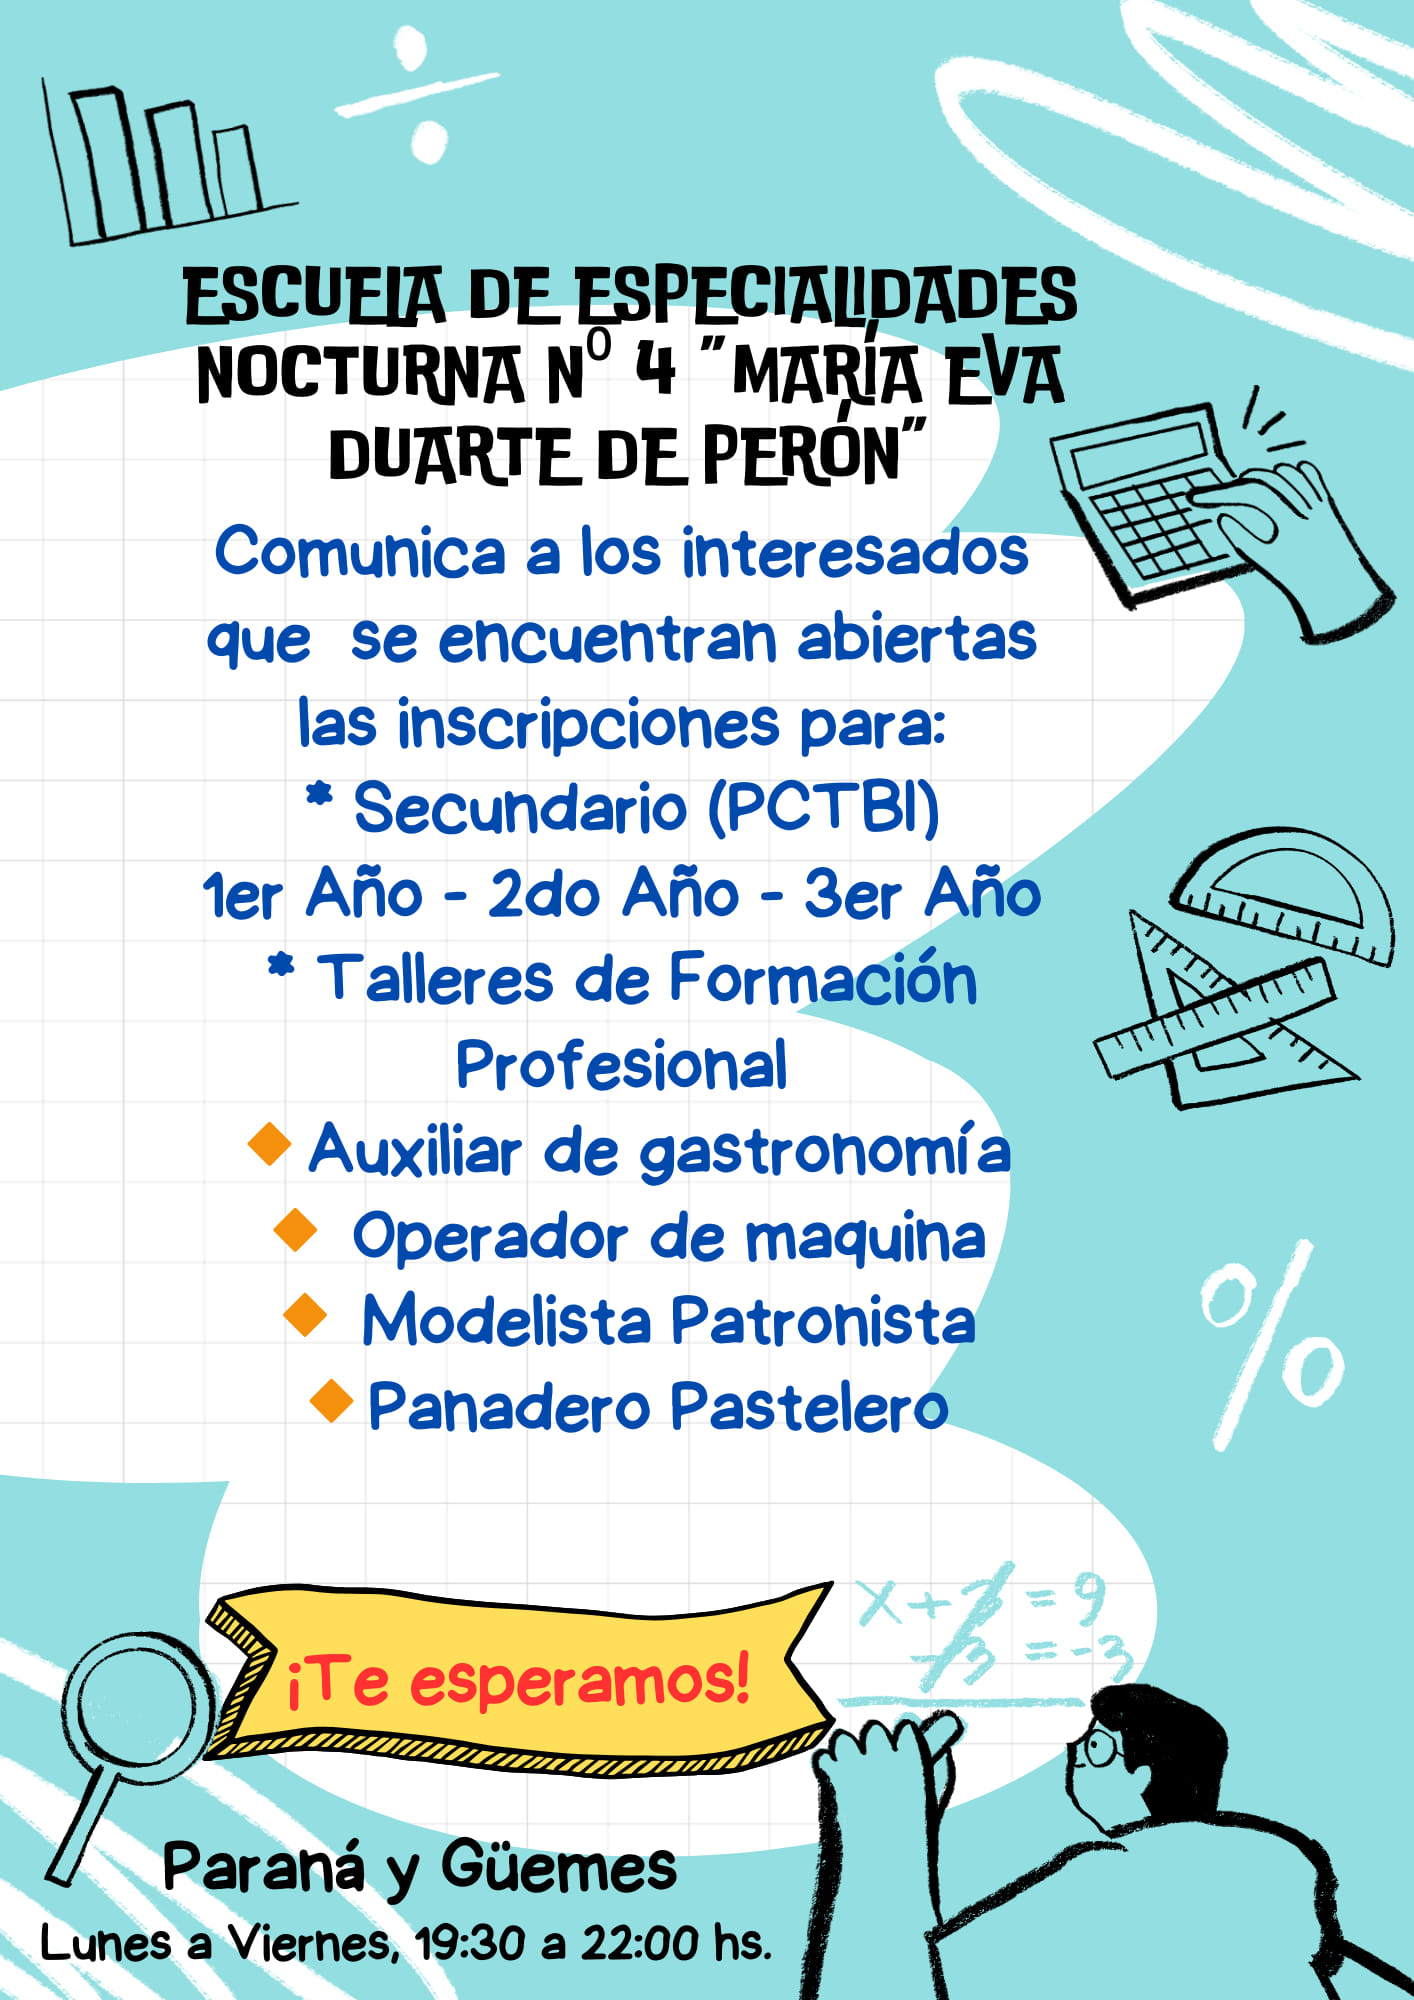 ESCUELA DE ESPECIALIDADES
NOCTURNA Nº 4 "MARÍA EVA
DUARTE DE PERÓN"
Comunica a los interesados
que se encuentran abiertas
las inscripciones para:
* Secundario (PCTBI)
1er Año - 2do Año - 3er Año
* Talleres de Formación
Profesional
🔸Auxiliar de gastronomía
🔸 Operador de maquina
🔸 Modelista Patronista
🔸Panadero Pastelero
¡Te esperamos!
= 9
= -3
Paraná y Güemes
Lunes a Viernes, 19:30 a 22:00 hs.
%